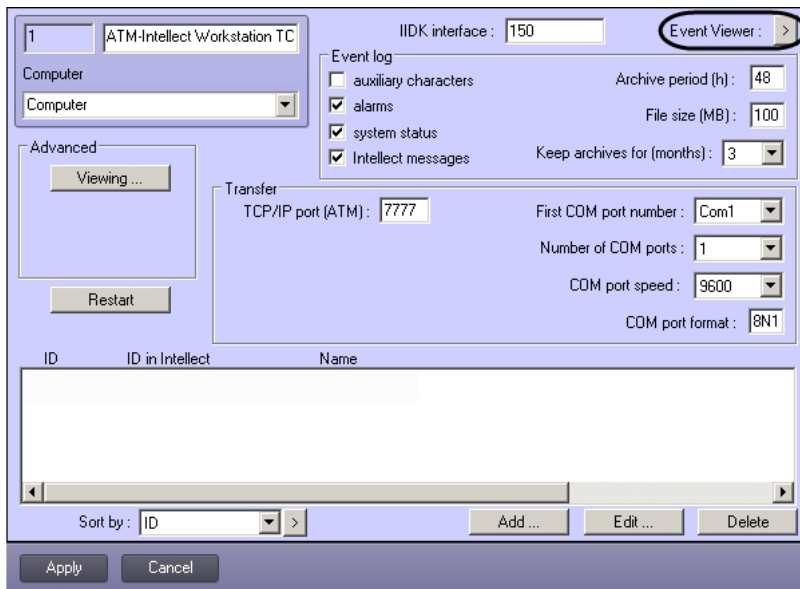 1 ATM-Intellect Workstation TC
IIDK interface : 150
Event Viewer : >
Computer
Computer
Event log
auxiliary characters
alarms
system status
Intellect messages
Archive period (h) : 48
File size (MB) : 100
Keep archives for (months) : 3
Advanced
Viewing ...
Restart
Transfer
TCP/IP port (ATM) : 7777
First COM port number : Com1
Number of COM ports : 1
COM port speed : 9600
COM port format : 8N1
ID ID in Intellect Name
Sort by : ID >
Add ... Edit ... Delete
Apply Cancel